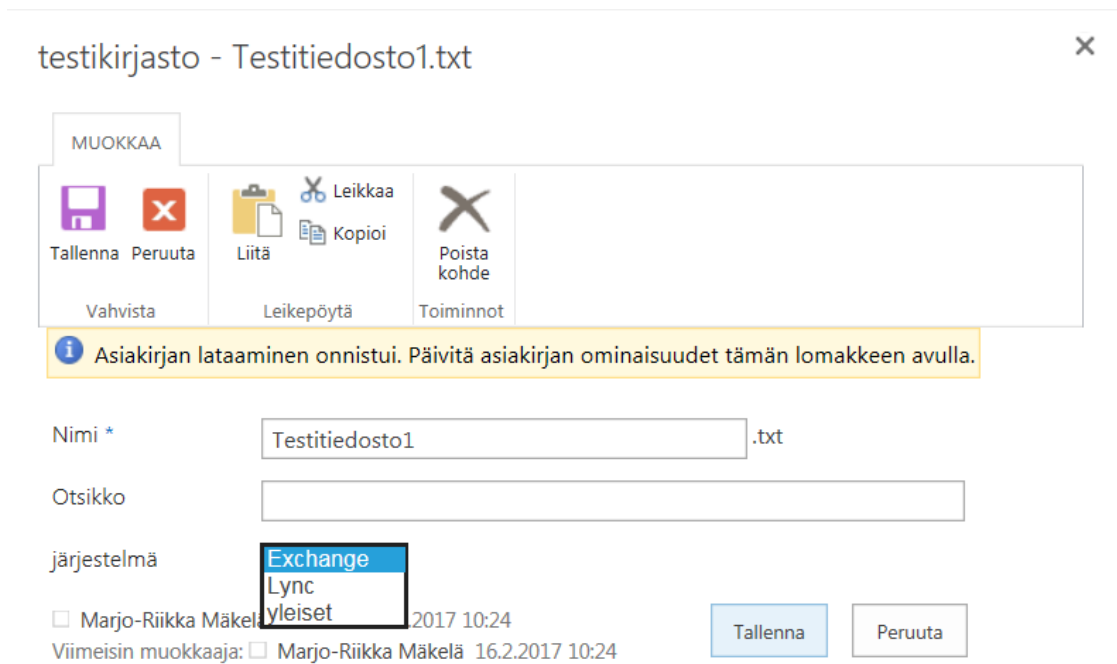 testikirjasto - Testitiedosto1.txt
MUOKKAA
Tallenna
Peruuta
Liitä
Leikkaa
Kopioi
Poista
kohde
Vahvista
Leikepöytä
Toiminnot
Asiakirjan lataaminen onnistui. Päivitä asiakirjan ominaisuudet tämän lomakkeen avulla.
Nimi *
Testitiedosto1
.txt
Otsikko
järjestelmä
Exchange
Lync
yleiset
Marjo-Riikka .2017 10:24
Viimeisin muokkaaja: Marjo-Riikka Mäkelä 16.2.2017 10:24
Tallenna
Peruuta